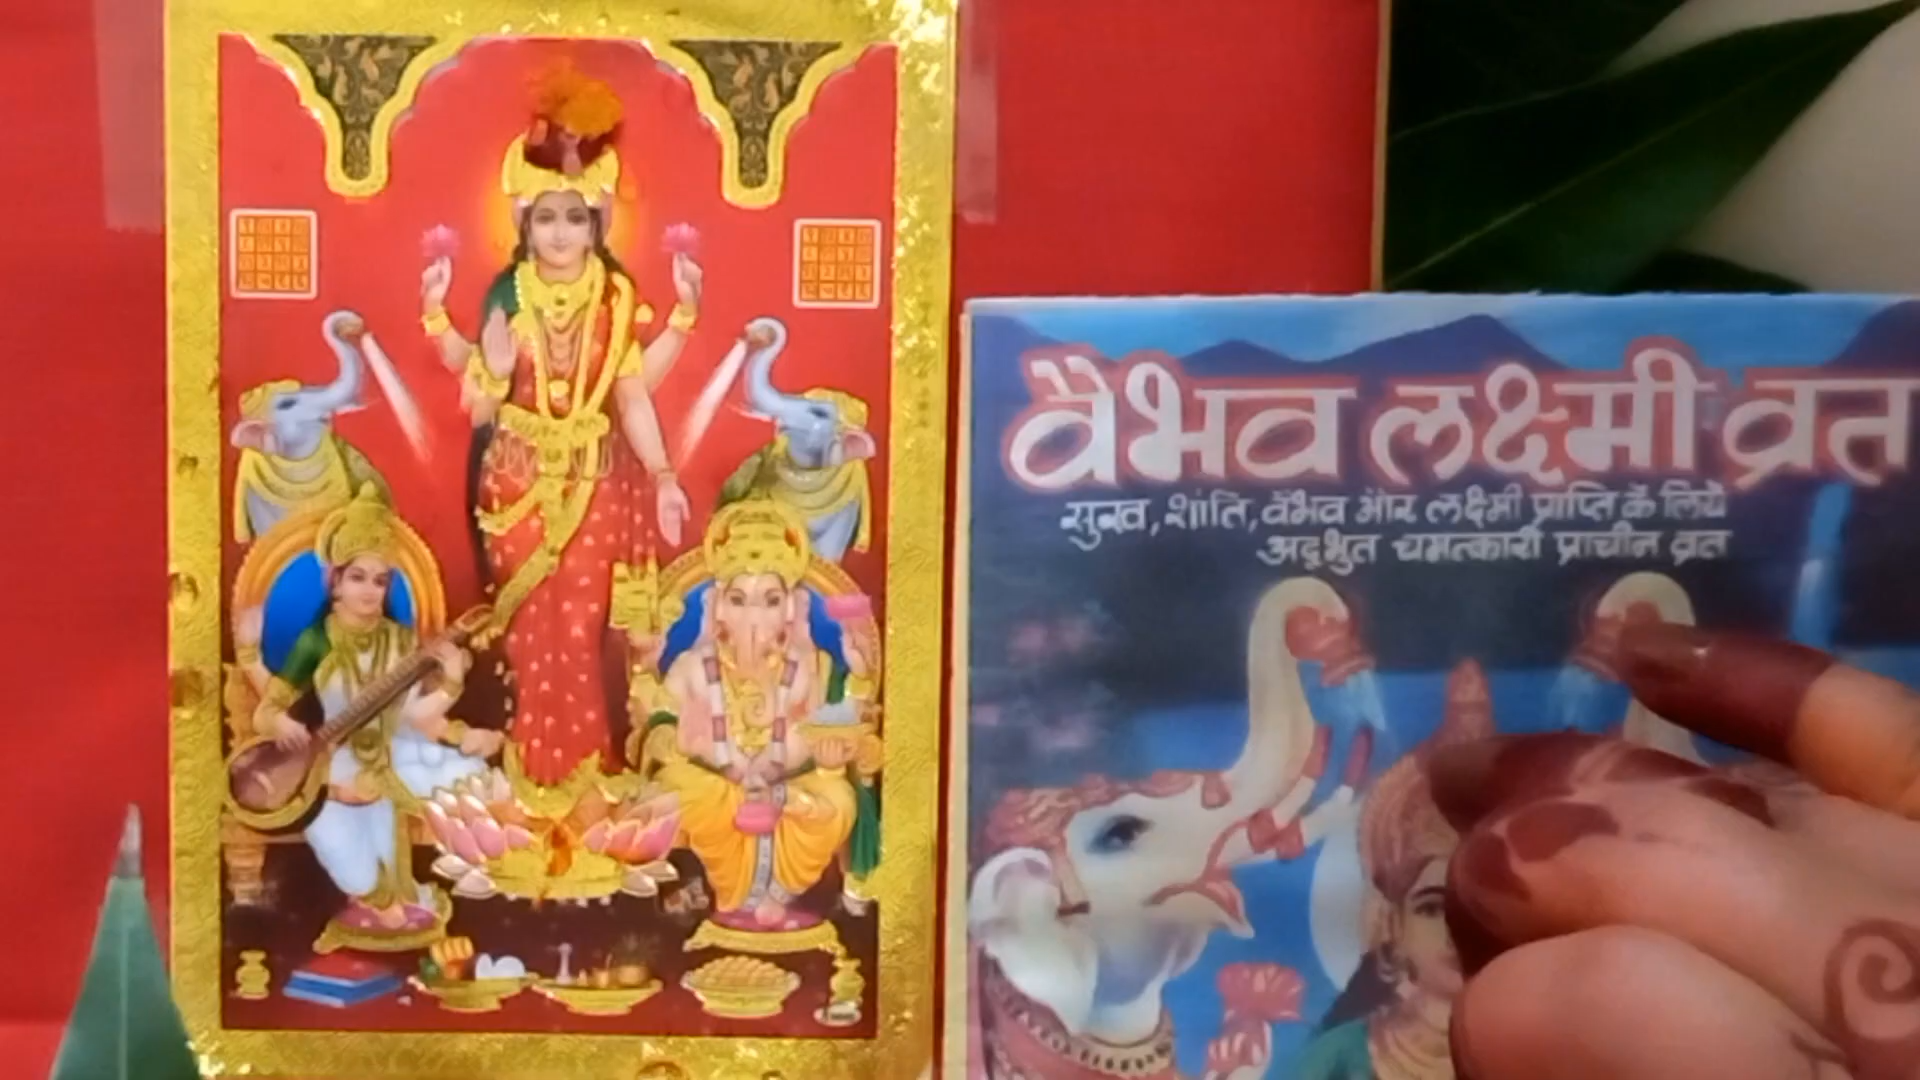 वैभव लक्ष्मी व्रत
सुख, शांति, वैभव और लक्ष्मी प्राप्ति के लिये
अद्भुत चमत्कारी प्राचीन व्रत